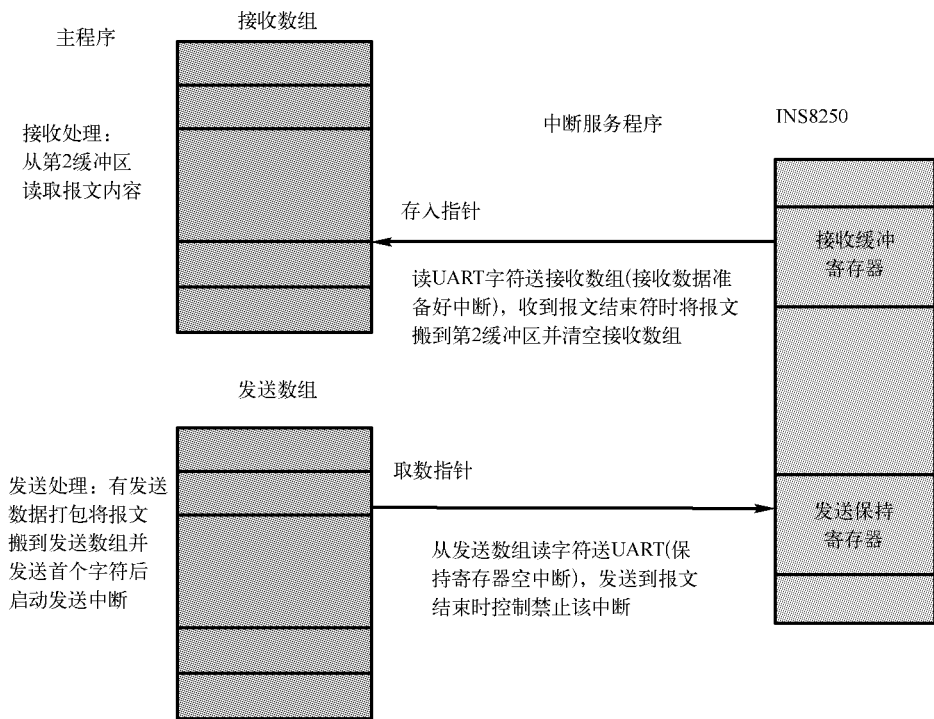 接收数组
主程序
接收处理：
从第2缓冲区
读取报文内容
中断服务程序
INS8250
存入指针
接收缓冲
寄存器
读UART字符送接收数组(接收数据准
备好中断)，收到报文结束符时将报文
搬到第2缓冲区并清空接收数组
发送数组
取数指针
发送处理：有发送
数据打包将报文
搬到发送数组并
发送首个字符后
启动发送中断
发送保持
寄存器
从发送数组读字符送UART(保
持寄存器空中断)，发送到报文
结束时控制禁止该中断